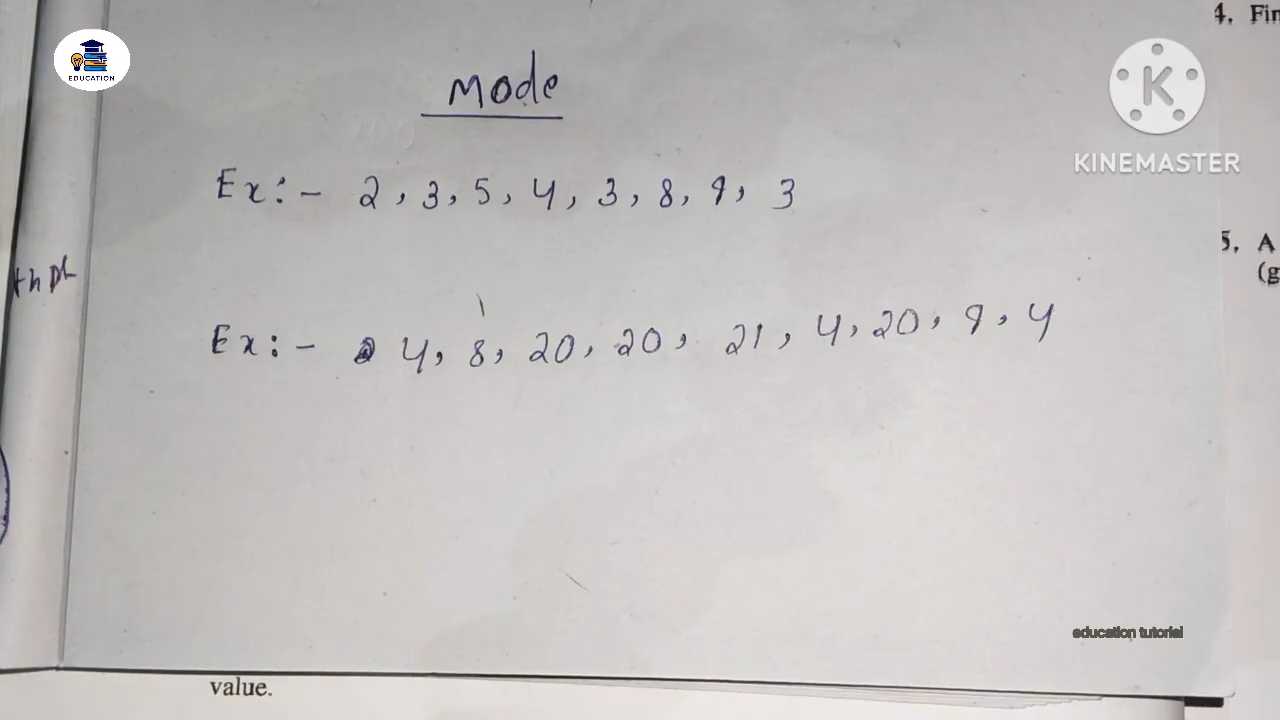 4. Fin
EDUCATION
Mode
KINEMASTER
Ex:- 2, 3, 5, 4, 3, 8, 9, 3
5. A
(g
Ex:- 4, 8, 20, 20, 21, 4, 20, 9, 4
education tutorial
value.